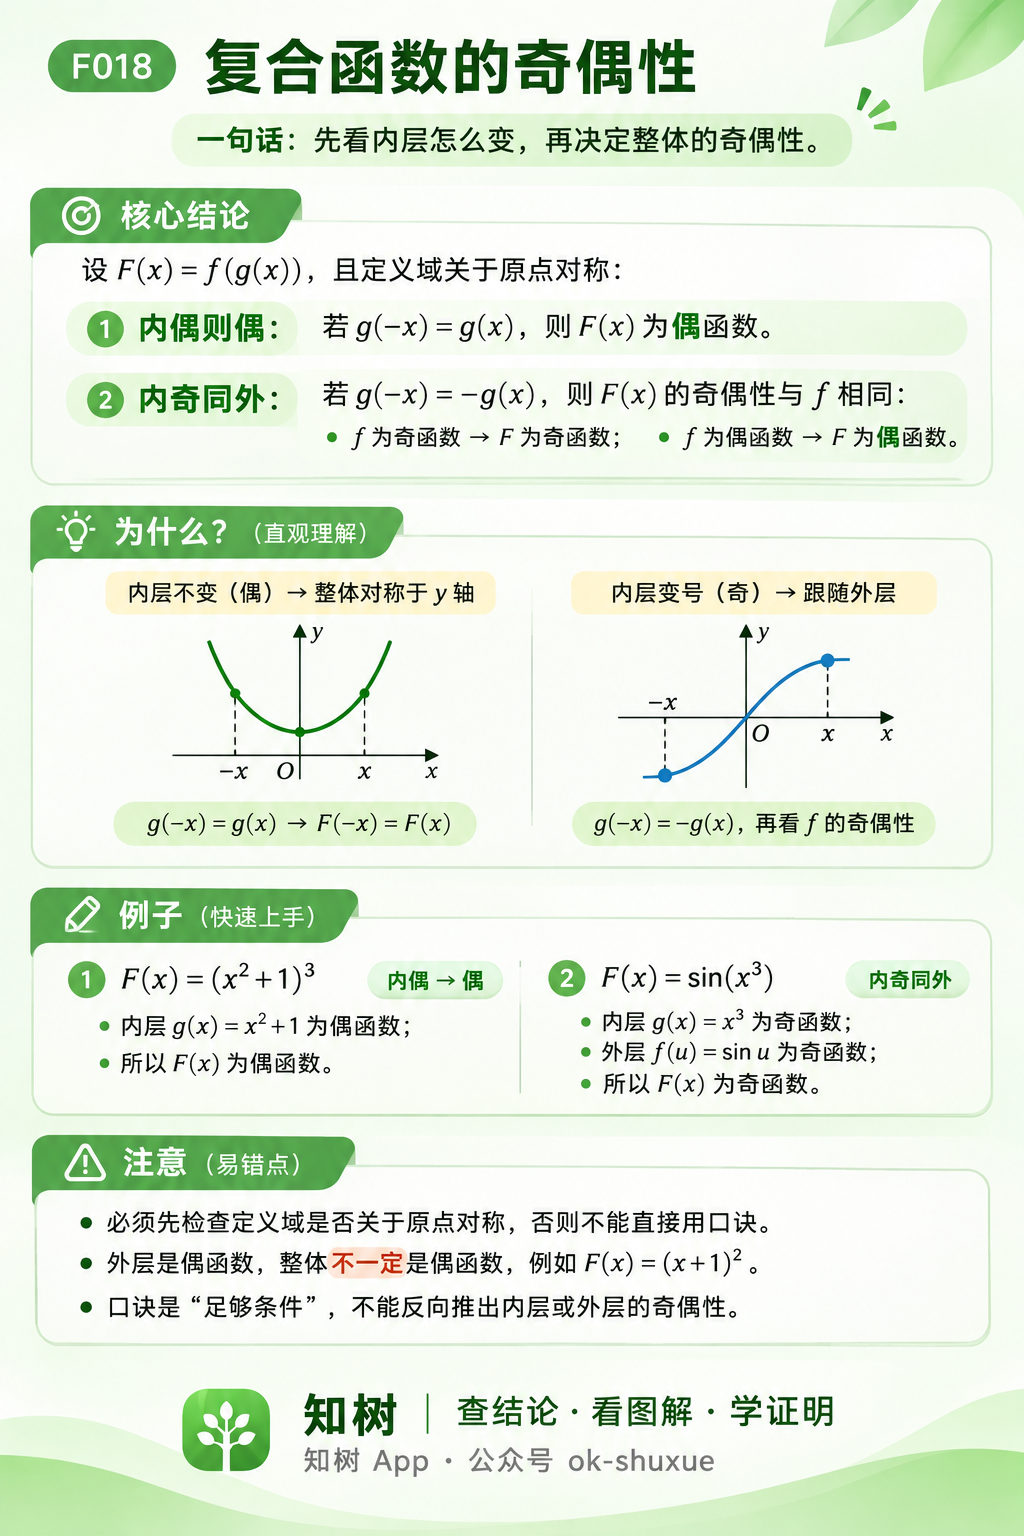 F018 复合函数的奇偶性
一句话：先看内层怎么变，再决定整体的奇偶性。
核心结论
设 F(x) = f(g(x))，且定义域关于原点对称：
1 内偶则偶： 若 g(−x) = g(x)，则 F(x) 为偶函数。
2 内奇同外： 若 g(−x) = −g(x)，则 F(x) 的奇偶性与 f 相同：
• f 为奇函数 → F 为奇函数； • f 为偶函数 → F 为偶函数。
为什么？（直观理解）
内层不变（偶）→ 整体对称于 y 轴
y
−x O x x
g(−x) = g(x) → F(−x) = F(x)
内层变号（奇）→ 跟随外层
y
−x
O x x
g(−x) = −g(x)，再看 f 的奇偶性
例子（快速上手）
1 F(x) = (x²+1)³ 内偶 → 偶
• 内层 g(x) = x²+1 为偶函数；
• 所以 F(x) 为偶函数。
2 F(x) = sin(x³) 内奇同外
• 内层 g(x) = x³ 为奇函数；
• 外层 f(u) = sin u 为奇函数；
• 所以 F(x) 为奇函数。
注意（易错点）
• 必须先检查定义域是否关于原点对称，否则不能直接用口诀。
• 外层是偶函数，整体不一定是偶函数，例如 F(x) = (x+1)²。
• 口诀是“足够条件”，不能反向推出内层或外层的奇偶性。
知树 | 查结论 · 看图解 · 学证明
知树 App · 公众号 ok-shuxue